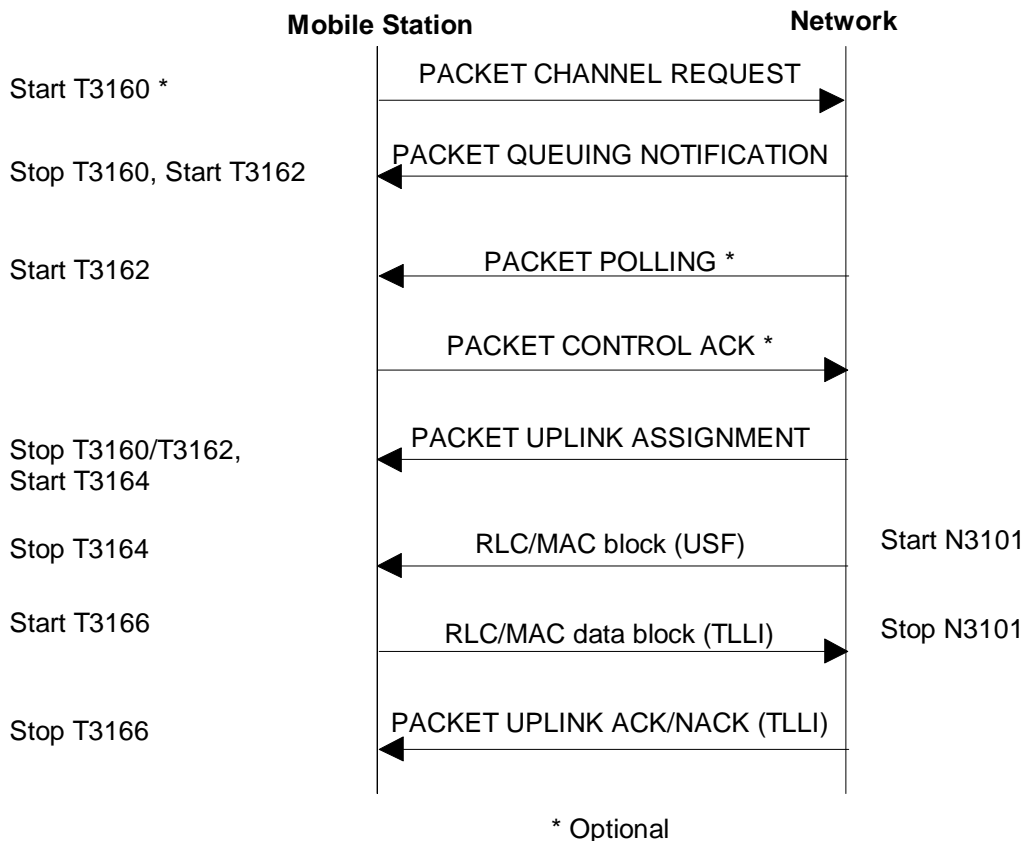 Mobile Station
Network
Start T3160 *
PACKET CHANNEL REQUEST
Stop T3160, Start T3162
PACKET QUEUING NOTIFICATION
Start T3162
PACKET POLLING *
PACKET CONTROL ACK *
Stop T3160/T3162,
Start T3164
PACKET UPLINK ASSIGNMENT
Stop T3164
RLC/MAC block (USF)
Start N3101
Start T3166
RLC/MAC data block (TLLI)
Stop N3101
Stop T3166
PACKET UPLINK ACK/NACK (TLLI)
* Optional